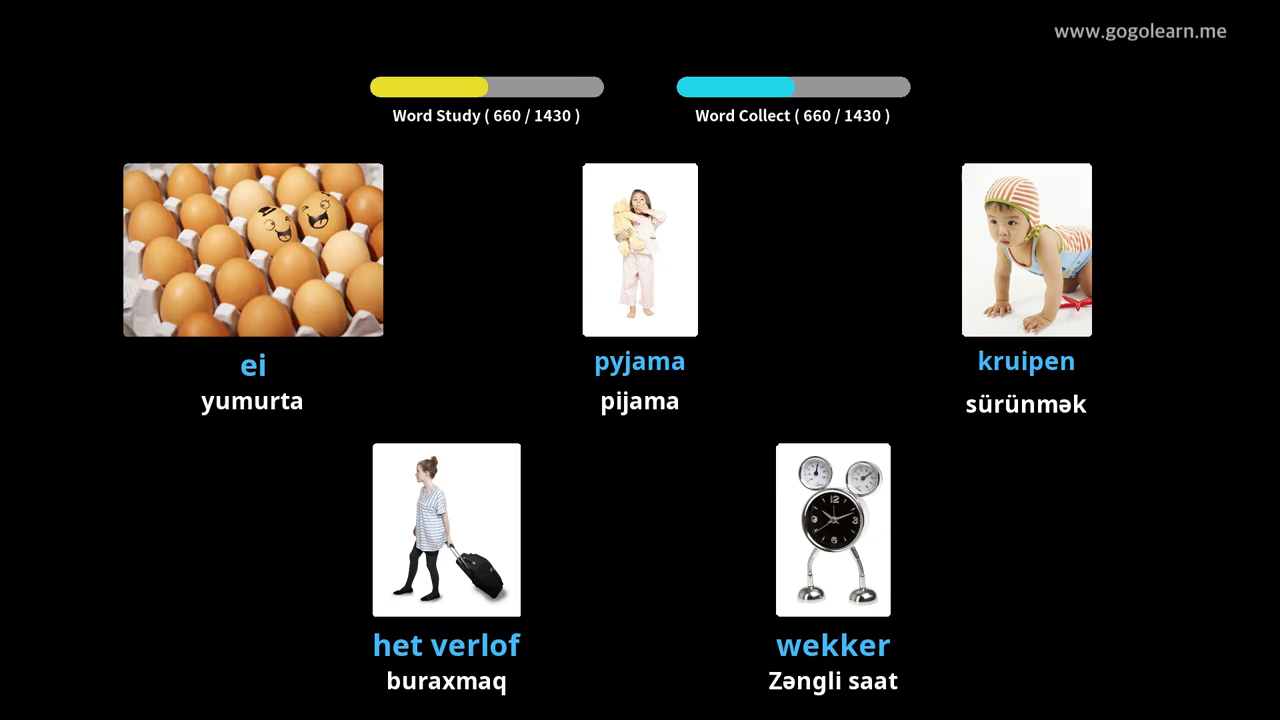 www.gogolearn.me
Word Study ( 660 / 1430 )
Word Collect ( 660 / 1430 )
ei
yumurta
pyjama
pijama
kruipen
sürünmək
het verlof
buraxmaq
wekker
Zəngli saat